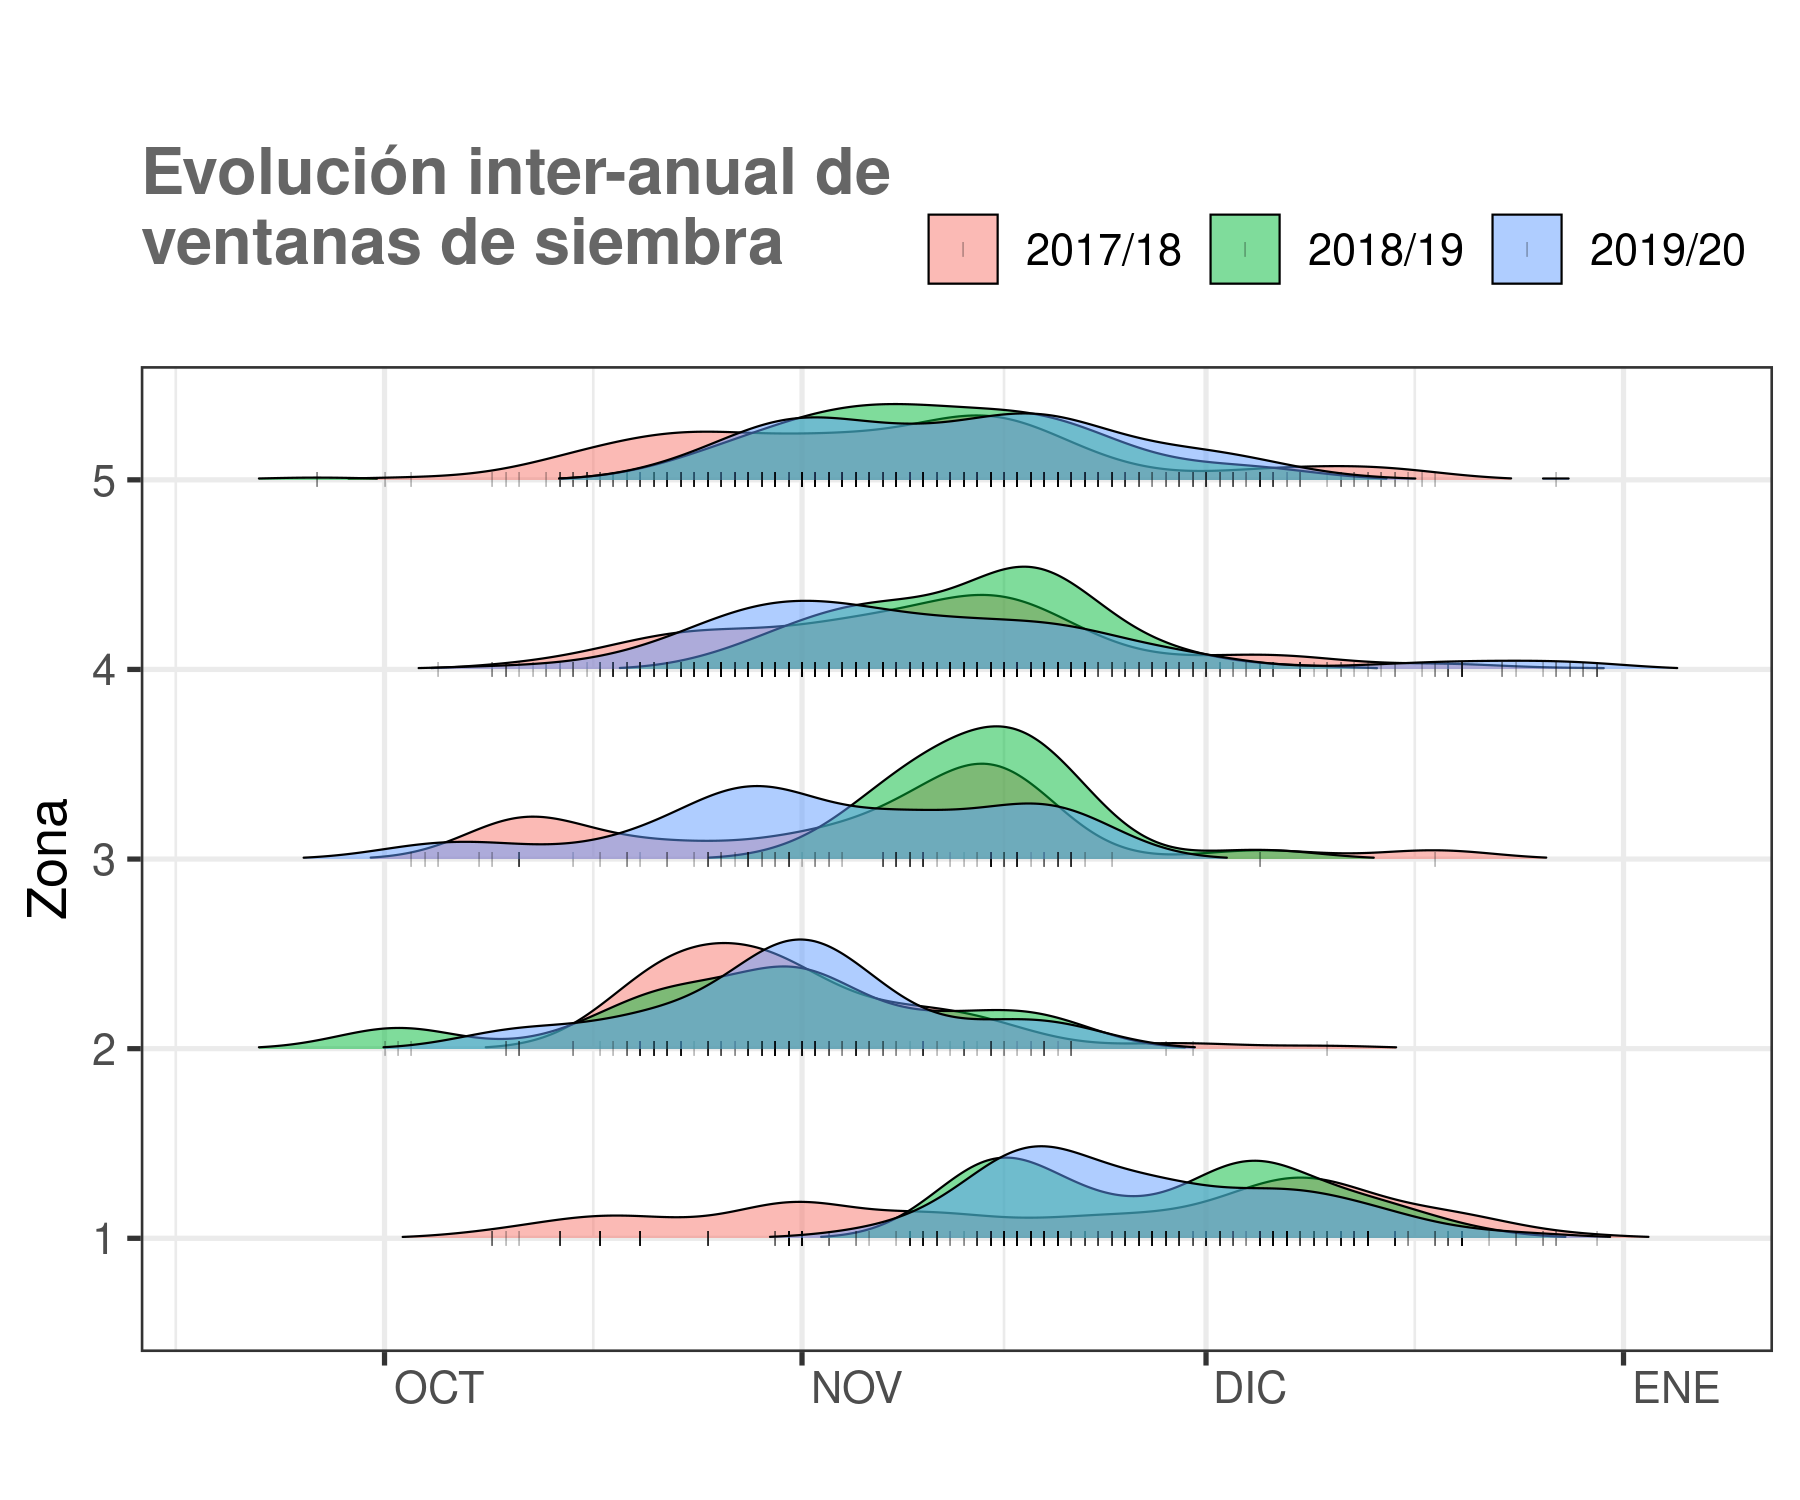 Evolución inter-anual de
ventanas de siembra
2017/18 2018/19 2019/20
Zona
5
4
3
2
1
OCT NOV DIC ENE